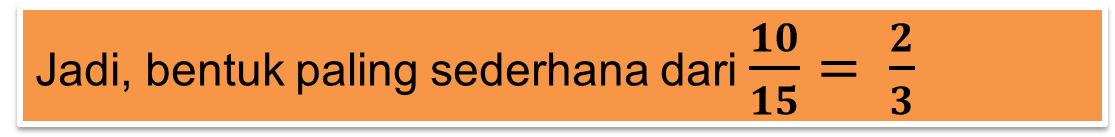 Jadi, bentuk paling sederhana dari 10/15 = 2/3